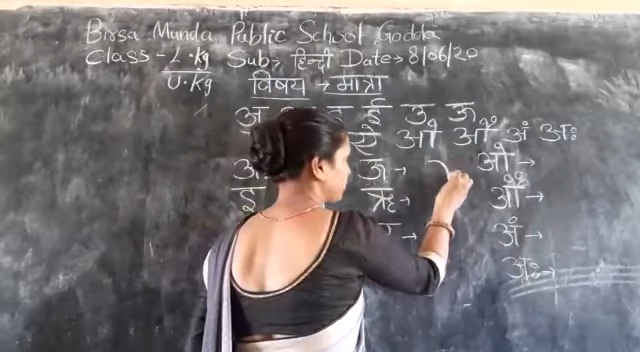 Birsa Munda Public School, Godda
Class - L.kg Sub:- हिन्दी Date → 8/06/20
U.kg
विषय → मात्रा
अ ई उ ऊ
ओ औ अं अः
ऊ → ओ →
इ ऋ → औ →
अं →
अः →